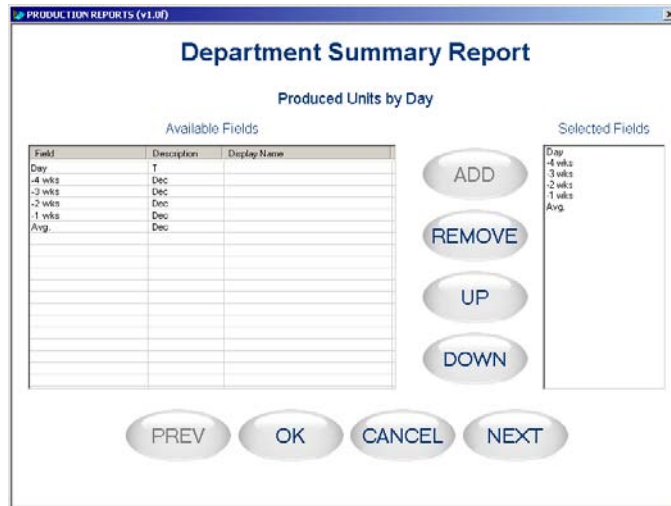 PRODUCTION REPORTS (v1.0f)
Department Summary Report
Produced Units by Day
Available Fields
Field Description Display Name
Day T
-4 wks Dec
-3 wks Dec
-2 wks Dec
-1 wks Dec
Avg. Dec
ADD
REMOVE
UP
DOWN
Selected Fields
Day
-4 wks
-3 wks
-2 wks
-1 wks
Avg.
PREV OK CANCEL NEXT